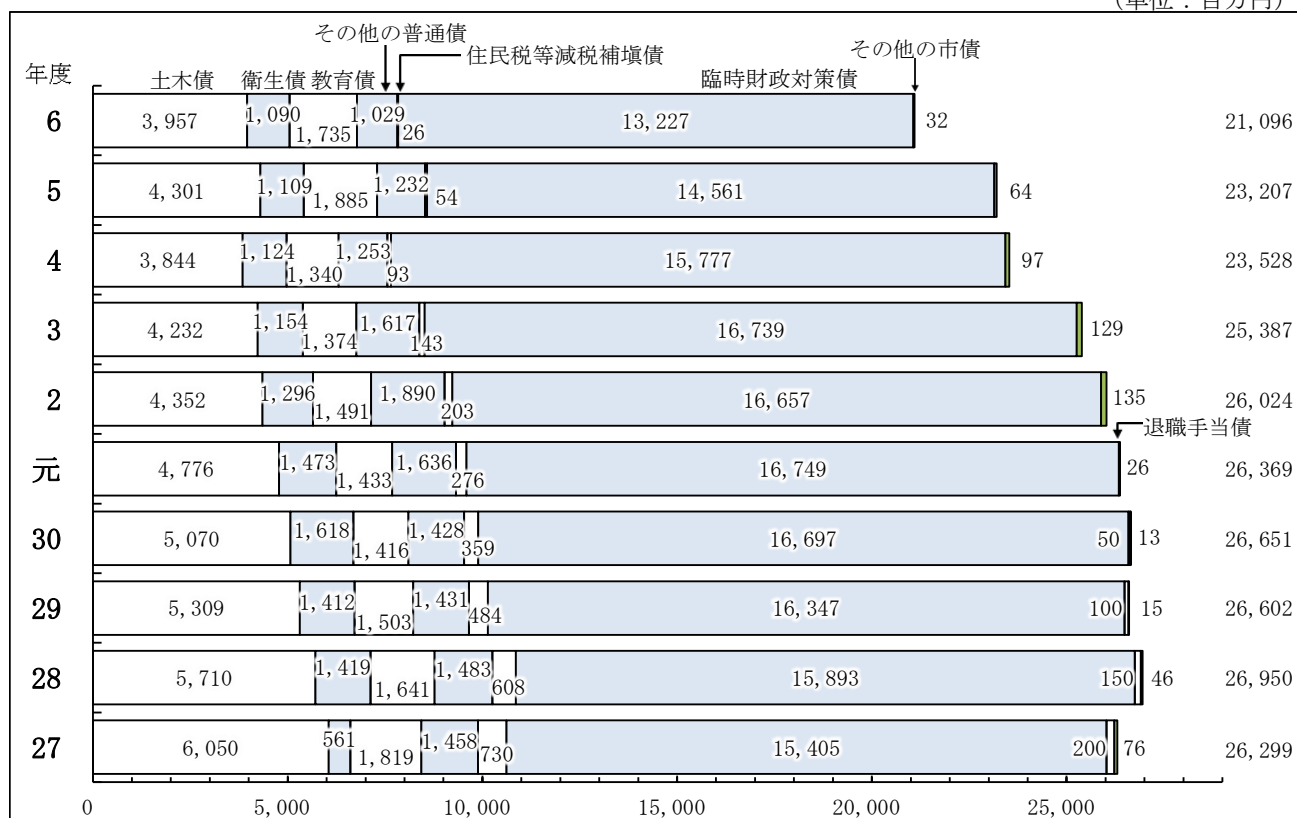 (単位：百万円)
その他の普通債
住民税等減税補塡債
その他の市債
年度
土木債 衛生債 教育債 臨時財政対策債
6 3,957 1,090 1,735 1,029 26 13,227 32 21,096
5 4,301 1,109 1,885 1,232 54 14,561 64 23,207
4 3,844 1,124 1,340 1,253 93 15,777 97 23,528
3 4,232 1,154 1,374 1,617 143 16,739 129 25,387
2 4,352 1,296 1,491 1,890 203 16,657 135 26,024
退職手当債
元 4,776 1,473 1,433 1,636 276 16,749 26 26,369
30 5,070 1,618 1,416 1,428 359 16,697 50 13 26,651
29 5,309 1,412 1,503 1,431 484 16,347 100 15 26,602
28 5,710 1,419 1,641 1,483 608 15,893 150 46 26,950
27 6,050 561 1,819 1,458 730 15,405 200 76 26,299
0 5,000 10,000 15,000 20,000 25,000